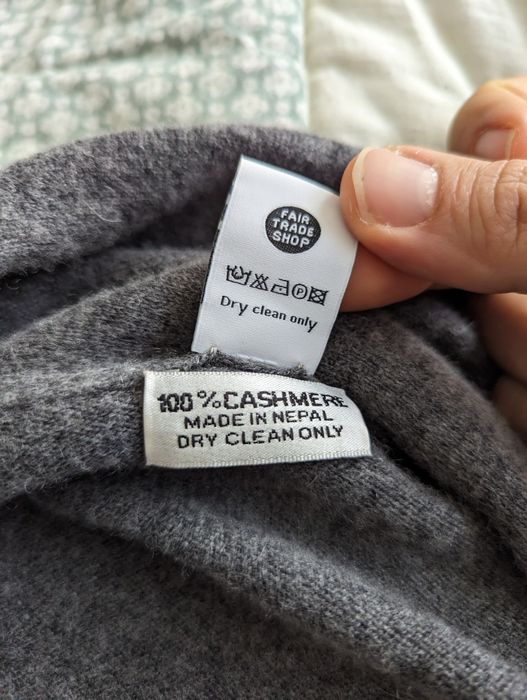 FAIR
TRADE
SHOP
P
Dry clean only
100%CASHMERE
MADE IN NEPAL
DRY CLEAN ONLY